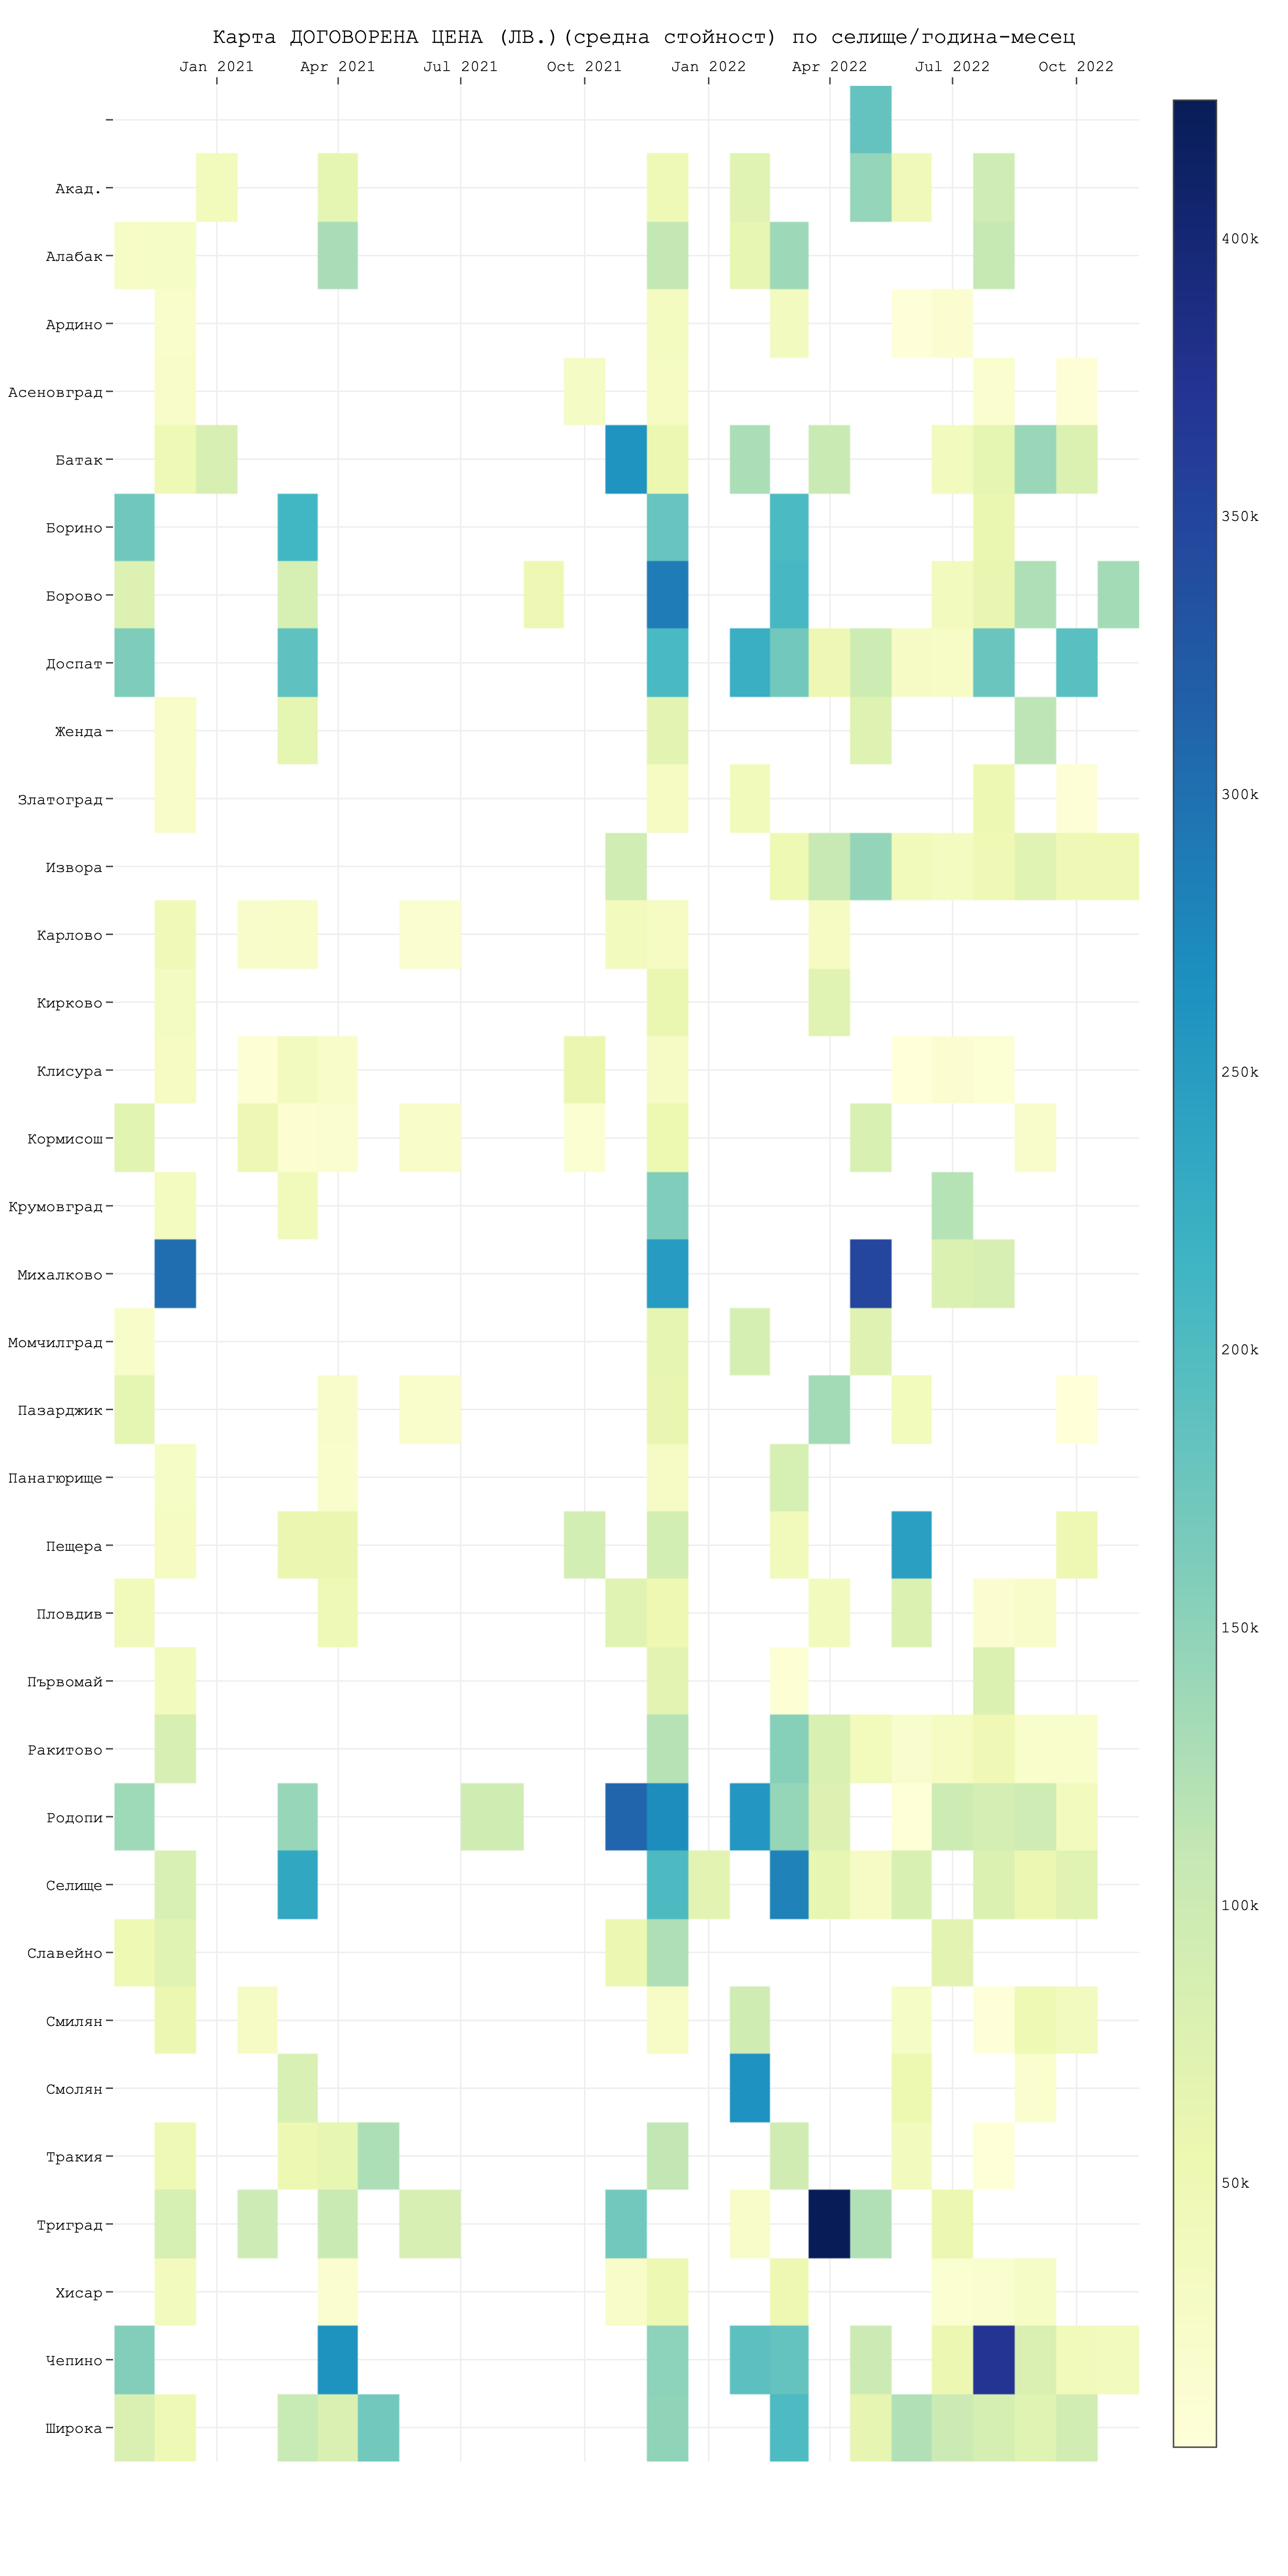 Карта ДОГОВОРЕНА ЦЕНА (ЛВ.)(средна стойност) по селище/година-месец
Jan 2021 Apr 2021 Jul 2021 Oct 2021 Jan 2022 Apr 2022 Jul 2022 Oct 2022
Акад.
Алабак
400k
Ардино
Асеновград
Батак
350k
Борино
Борово
Доспат
Женда
300k
Златоград
Извора
Карлово
Кирково
250k
Клисура
Кормисош
Крумовград
Михалково
200k
Момчилград
Пазарджик
Панагюрище
Пещера
150k
Пловдив
Първомай
Ракитово
Родопи
Селище
100k
Славейно
Смилян
Смолян
Тракия
50k
Триград
Хисар
Чепино
Широка